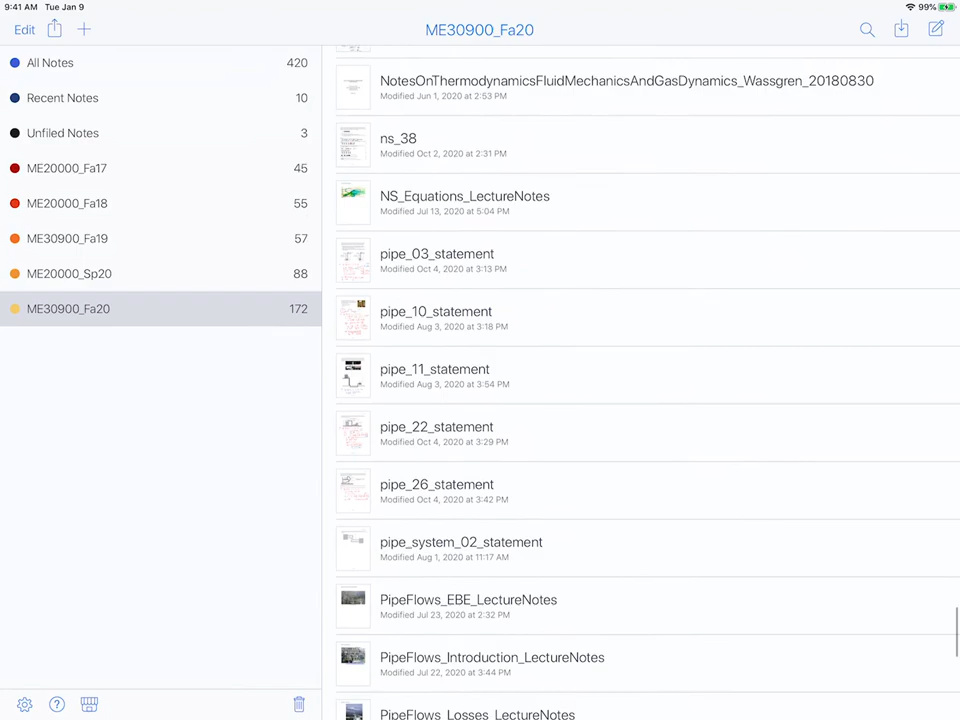 9:41 AM Tue Jan 9
99%
Edit
ME30900_Fa20
All Notes 420
Recent Notes 10
Unfiled Notes 3
ME20000_Fa17 45
ME20000_Fa18 55
ME30900_Fa19 57
ME20000_Sp20 88
ME30900_Fa20 172
NotesOnThermodynamicsFluidMechanicsAndGasDynamics_Wassgren_20180830
Modified Jun 1, 2020 at 2:53 PM
ns_38
Modified Oct 2, 2020 at 2:31 PM
NS_Equations_LectureNotes
Modified Jul 13, 2020 at 5:04 PM
pipe_03_statement
Modified Oct 4, 2020 at 3:13 PM
pipe_10_statement
Modified Aug 3, 2020 at 3:18 PM
pipe_11_statement
Modified Aug 3, 2020 at 3:54 PM
pipe_22_statement
Modified Oct 4, 2020 at 3:29 PM
pipe_26_statement
Modified Oct 4, 2020 at 3:42 PM
pipe_system_02_statement
Modified Aug 1, 2020 at 11:17 AM
PipeFlows_EBE_LectureNotes
Modified Jul 23, 2020 at 2:32 PM
PipeFlows_Introduction_LectureNotes
Modified Jul 22, 2020 at 3:44 PM
PipeFlows_Losses_LectureNotes
?